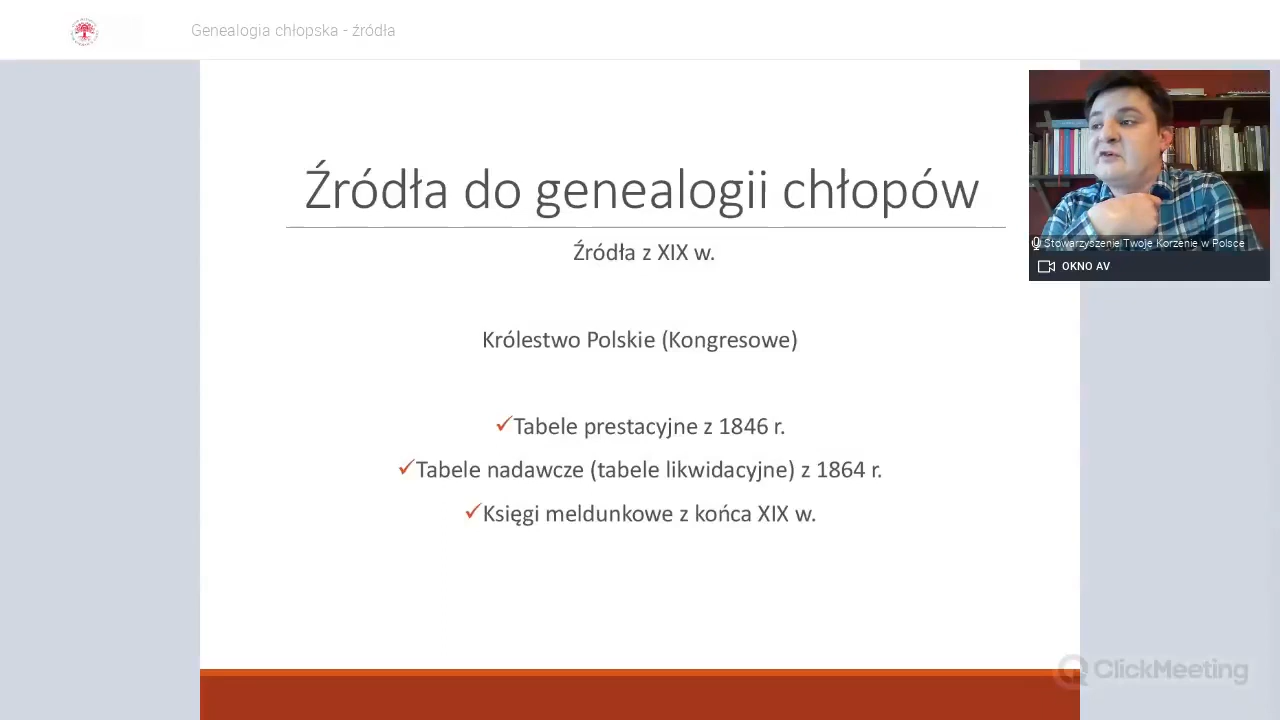 Genealogia chłopska - źródła
Źródła do genealogii chłopów
Źródła z XIX w.
Królestwo Polskie (Kongresowe)
✓Tabele prestacyjne z 1846 r.
✓Tabele nadawcze (tabele likwidacyjne) z 1864 r.
✓Księgi meldunkowe z końca XIX w.
Stowarzyszenie Twoje Korzenie w Polsce
OKNO AV
ClickMeeting